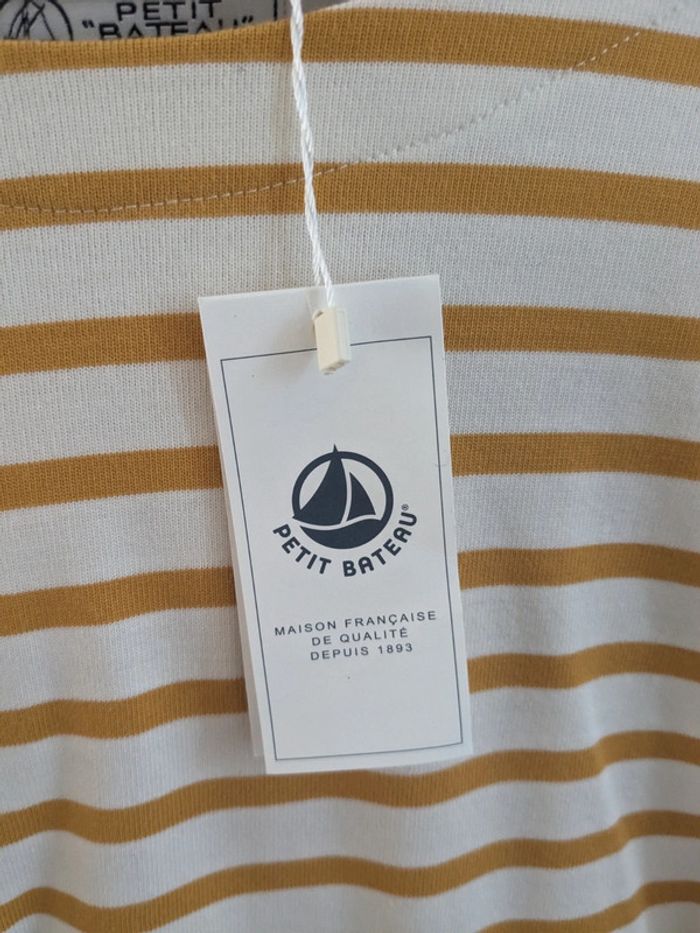 PETIT
"BATEAU"
PETIT BATEAU®
MAISON FRANÇAISE
DE QUALITÉ
DEPUIS 1893